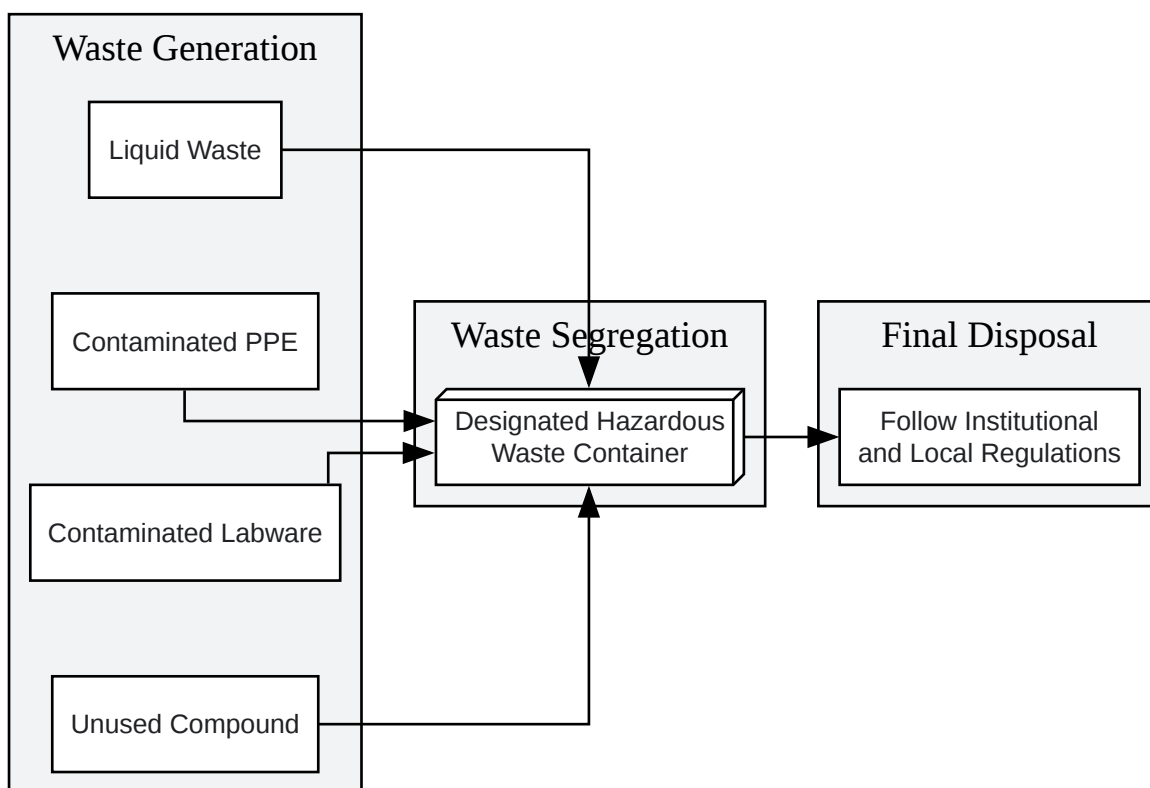 Waste Generation
Liquid Waste
Contaminated PPE
Contaminated Labware
Unused Compound
Waste Segregation
Designated Hazardous
Waste Container
Final Disposal
Follow Institutional
and Local Regulations